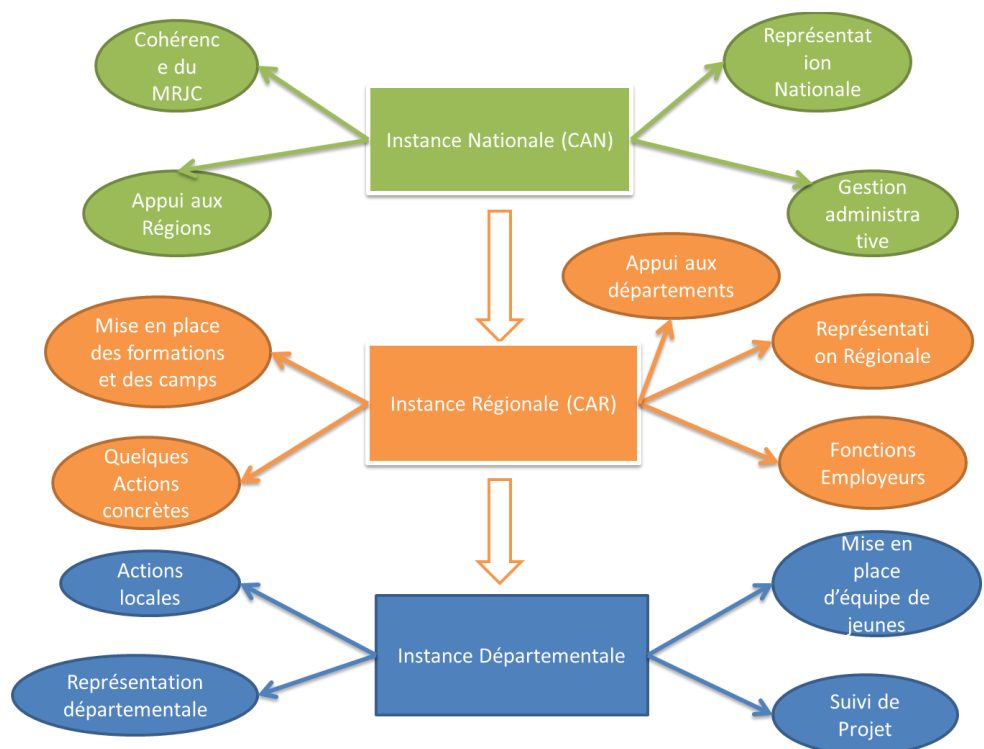 Cohérenc
e du
MRJC
Représentat
ion
Nationale
Instance Nationale (CAN)
Appui aux
Régions
Gestion
administra
tive
Appui aux
départements
Mise en place
des formations
et des camps
Représentati
on Régionale
Instance Régionale (CAR)
Quelques
Actions
concrètes
Fonctions
Employeurs
Actions
locales
Mise en
place
d’équipe de
jeunes
Instance Départementale
Représentation
départementale
Suivi de
Projet